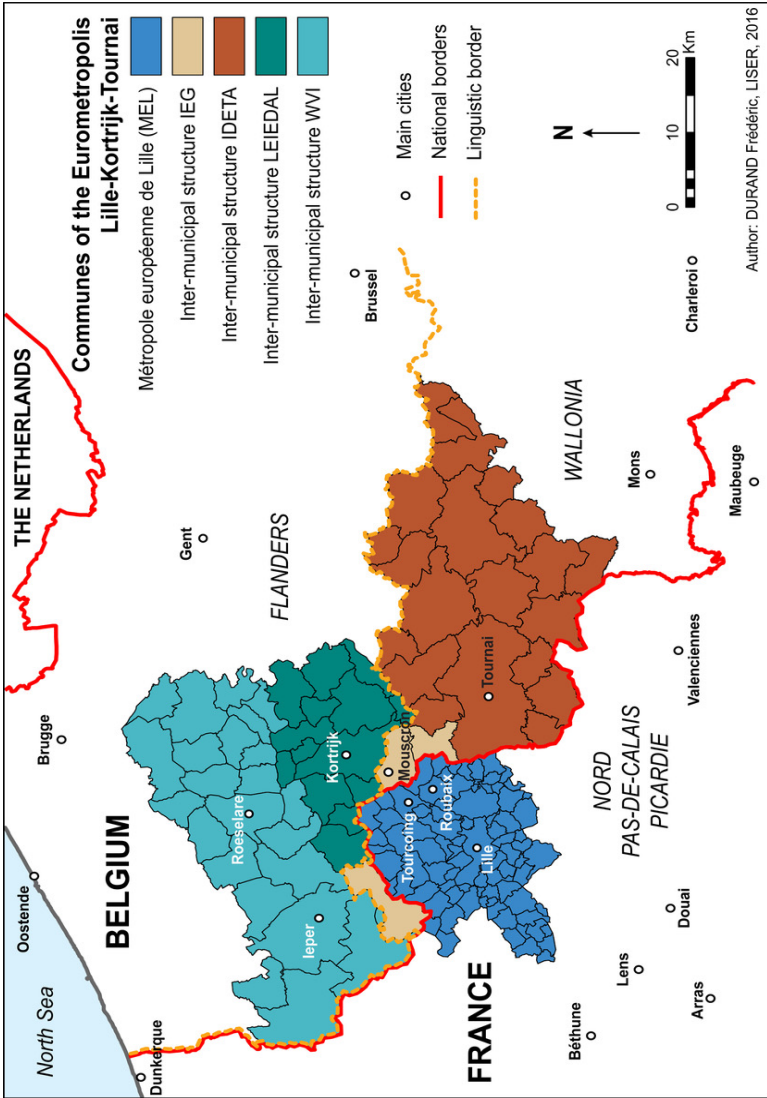 Communes of the Eurometropolis
Lille-Kortrijk-Tournai
Métropole européenne de Lille (MEL)
Inter-municipal structure IEG
Inter-municipal structure IDETA
Inter-municipal structure LEIEDAL
Inter-municipal structure WVI
Main cities
National borders
Linguistic border
N
0 10 20
Km
Author: DURAND Frédéric, LISER, 2016
North Sea
Oostende
Brugge
THE NETHERLANDS
Dunkerque
BELGIUM
Gent
FLANDERS
Roeselare
Ieper
Kortrijk
Brussel
Mouscron
Tourcoing
Roubaix
Lille
Tournai
FRANCE
WALLONIA
NORD
PAS-DE-CALAIS
PICARDIE
Béthune
Lens
Douai
Arras
Valenciennes
Mons
Maubeuge
Charleroi